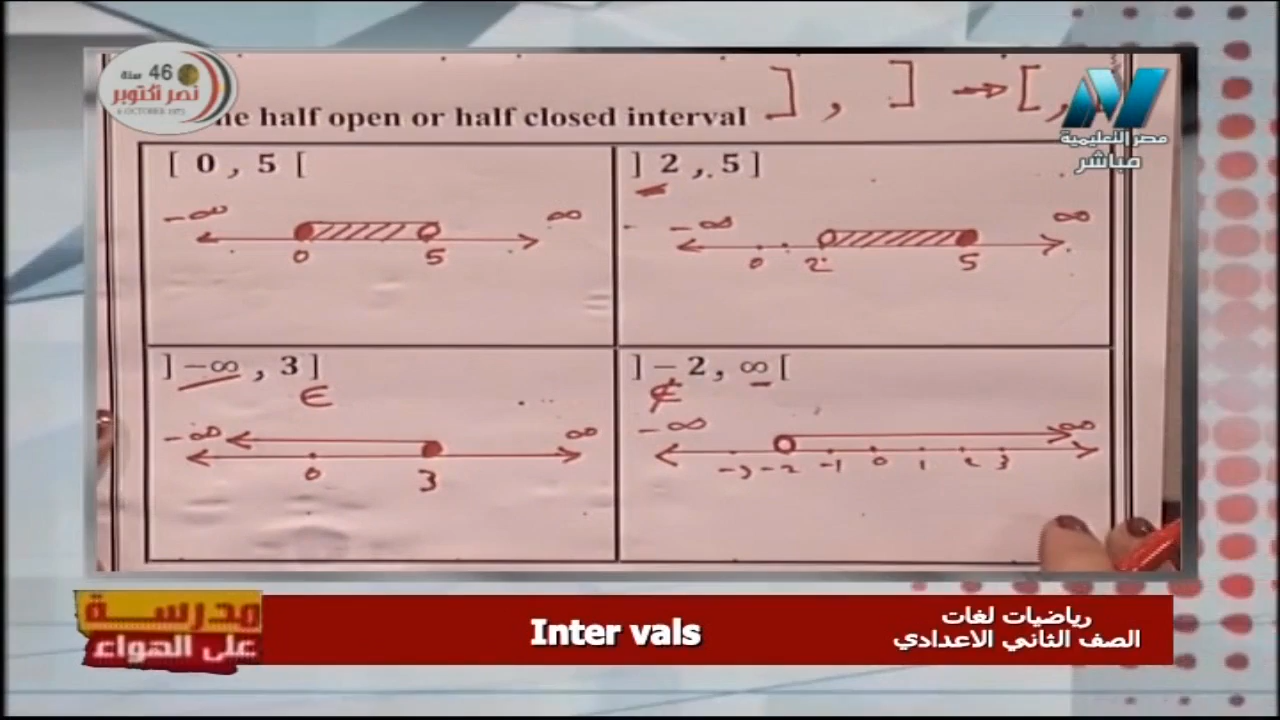 46 سنة
نصر أكتوبر
6 OCTOBER 1973
مصر التعليمية
مباشر
he half open or half closed interval ] , ] → [ ,
[ 0 , 5 [
-∞ ∞
0 5
] 2 , 5 ]
-∞ ∞
0 2 5
] -∞ , 3 ]
∈
-∞ ∞
0 3
] - 2 , ∞ [
∉
-∞ ∞
-3 -2 -1 0 1 2 3
مدرسة
على الهواء
Inter vals
رياضيات لغات
الصف الثاني الاعدادي